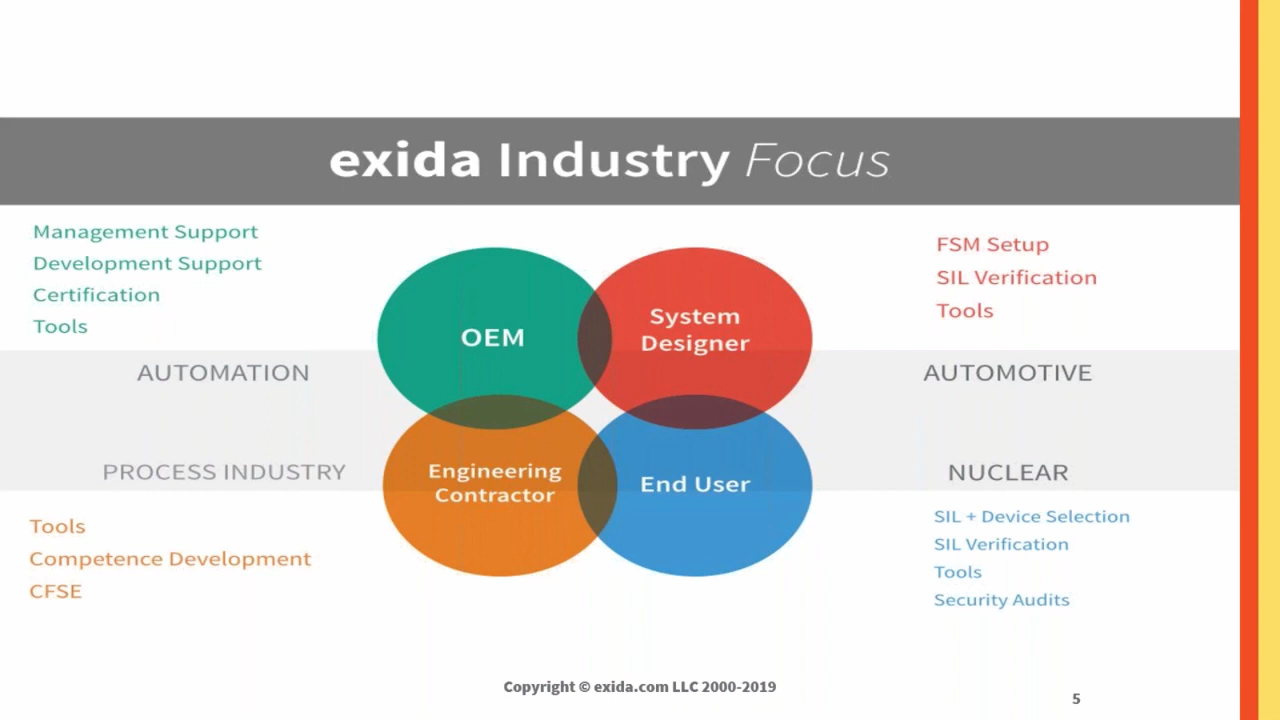 exida Industry Focus
Management Support
Development Support
Certification
Tools
FSM Setup
SIL Verification
Tools
OEM
System
Designer
AUTOMATION
AUTOMOTIVE
PROCESS INDUSTRY
NUCLEAR
Engineering
Contractor
End User
Tools
Competence Development
CFSE
SIL + Device Selection
SIL Verification
Tools
Security Audits
Copyright © exida.com LLC 2000-2019
5